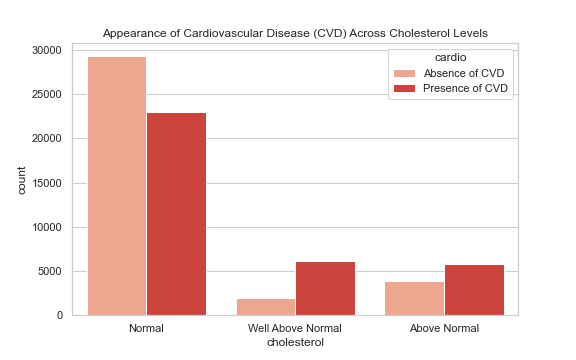 Appearance of Cardiovascular Disease (CVD) Across Cholesterol Levels
cardio
Absence of CVD
Presence of CVD
30000
25000
20000
15000
10000
5000
0
count
Normal
Well Above Normal
Above Normal
cholesterol